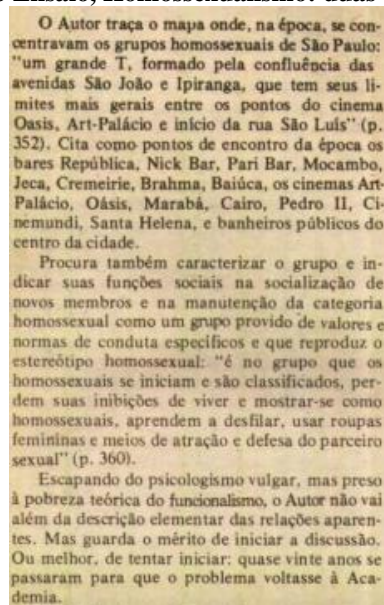 O Autor traça o mapa onde, na época, se con-
centravam os grupos homossexuais de São Paulo:
"um grande T, formado pela confluência das
avenidas São João e Ipiranga, que tem seus li-
mites mais gerais entre os pontos do cinema
Oasis, Art-Palácio e início da rua São Luís" (p.
352). Cita como pontos de encontro da época os
bares República, Nick Bar, Pari Bar, Mocambo,
Jeca, Cremeirie, Brahma, Baiúca, os cinemas Art-
Palácio, Oásis, Marabá, Cairo, Pedro II, Ci-
nemundi, Santa Helena, e banheiros públicos do
centro da cidade.
Procura também caracterizar o grupo e in-
dicar suas funções sociais na socialização de
novos membros e na manutenção da categoria
homossexual como um grupo provido de valores e
normas de conduta específicos e que reproduz o
estereótipo homossexual: "é no grupo que os
homossexuais se iniciam e são classificados, per-
dem suas inibições de viver e mostrar-se como
homossexuais, aprendem a desfilar, usar roupas
femininas e meios de atração e defesa do parceiro
sexual" (p. 360).
Escapando do psicologismo vulgar, mas preso
à pobreza teórica do funcionalismo, o Autor não vai
além da descrição elementar das relações aparen-
tes. Mas guarda o mérito de iniciar a discussão.
Ou melhor, de tentar iniciar: quase vinte anos se
passaram para que o problema voltasse à Aca-
demia.